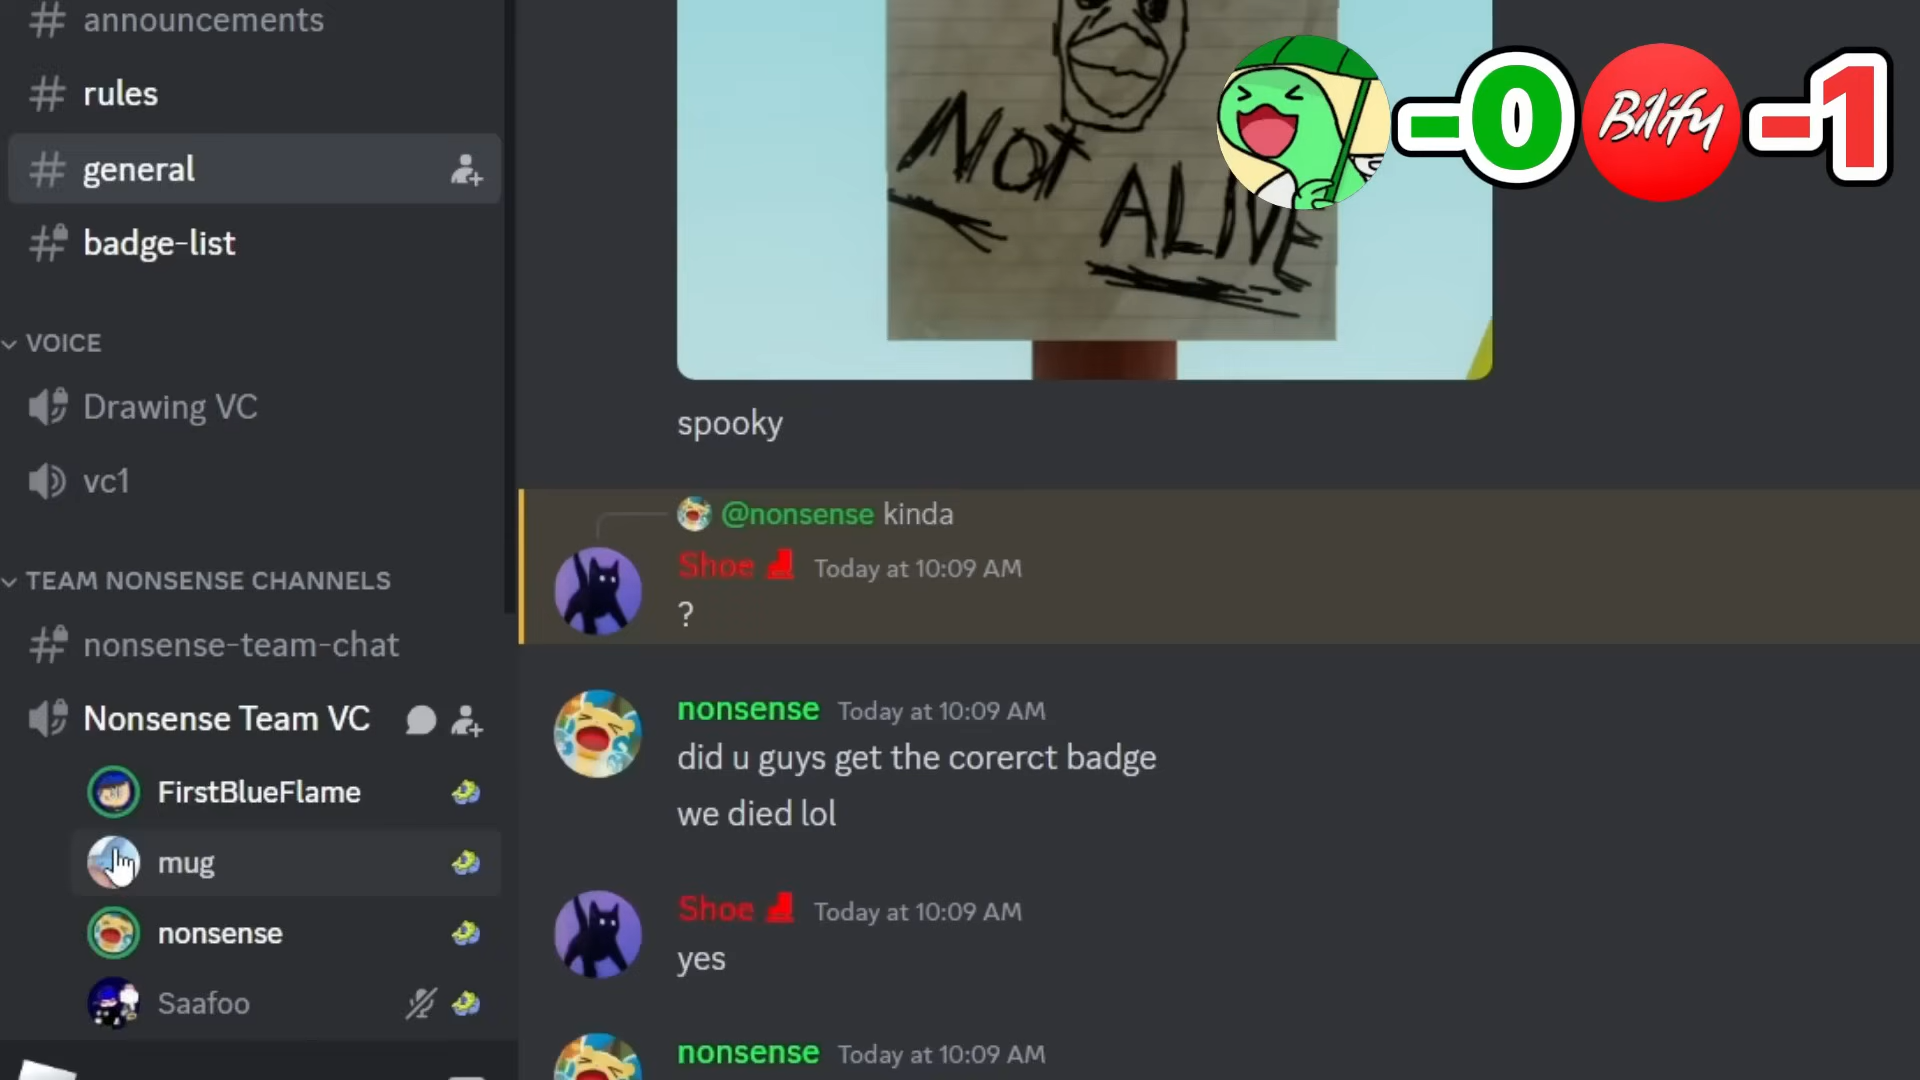 announcements
rules
general
badge-list
VOICE
Drawing VC
vc1
TEAM NONSENSE CHANNELS
nonsense-team-chat
Nonsense Team VC
FirstBlueFlame
mug
nonsense
Saafoo
NOT
ALIVE
-0
Bilify
-1
spooky
@nonsense kinda
Shoe Today at 10:09 AM
?
nonsense Today at 10:09 AM
did u guys get the corerct badge
we died lol
Shoe Today at 10:09 AM
yes
nonsense Today at 10:09 AM